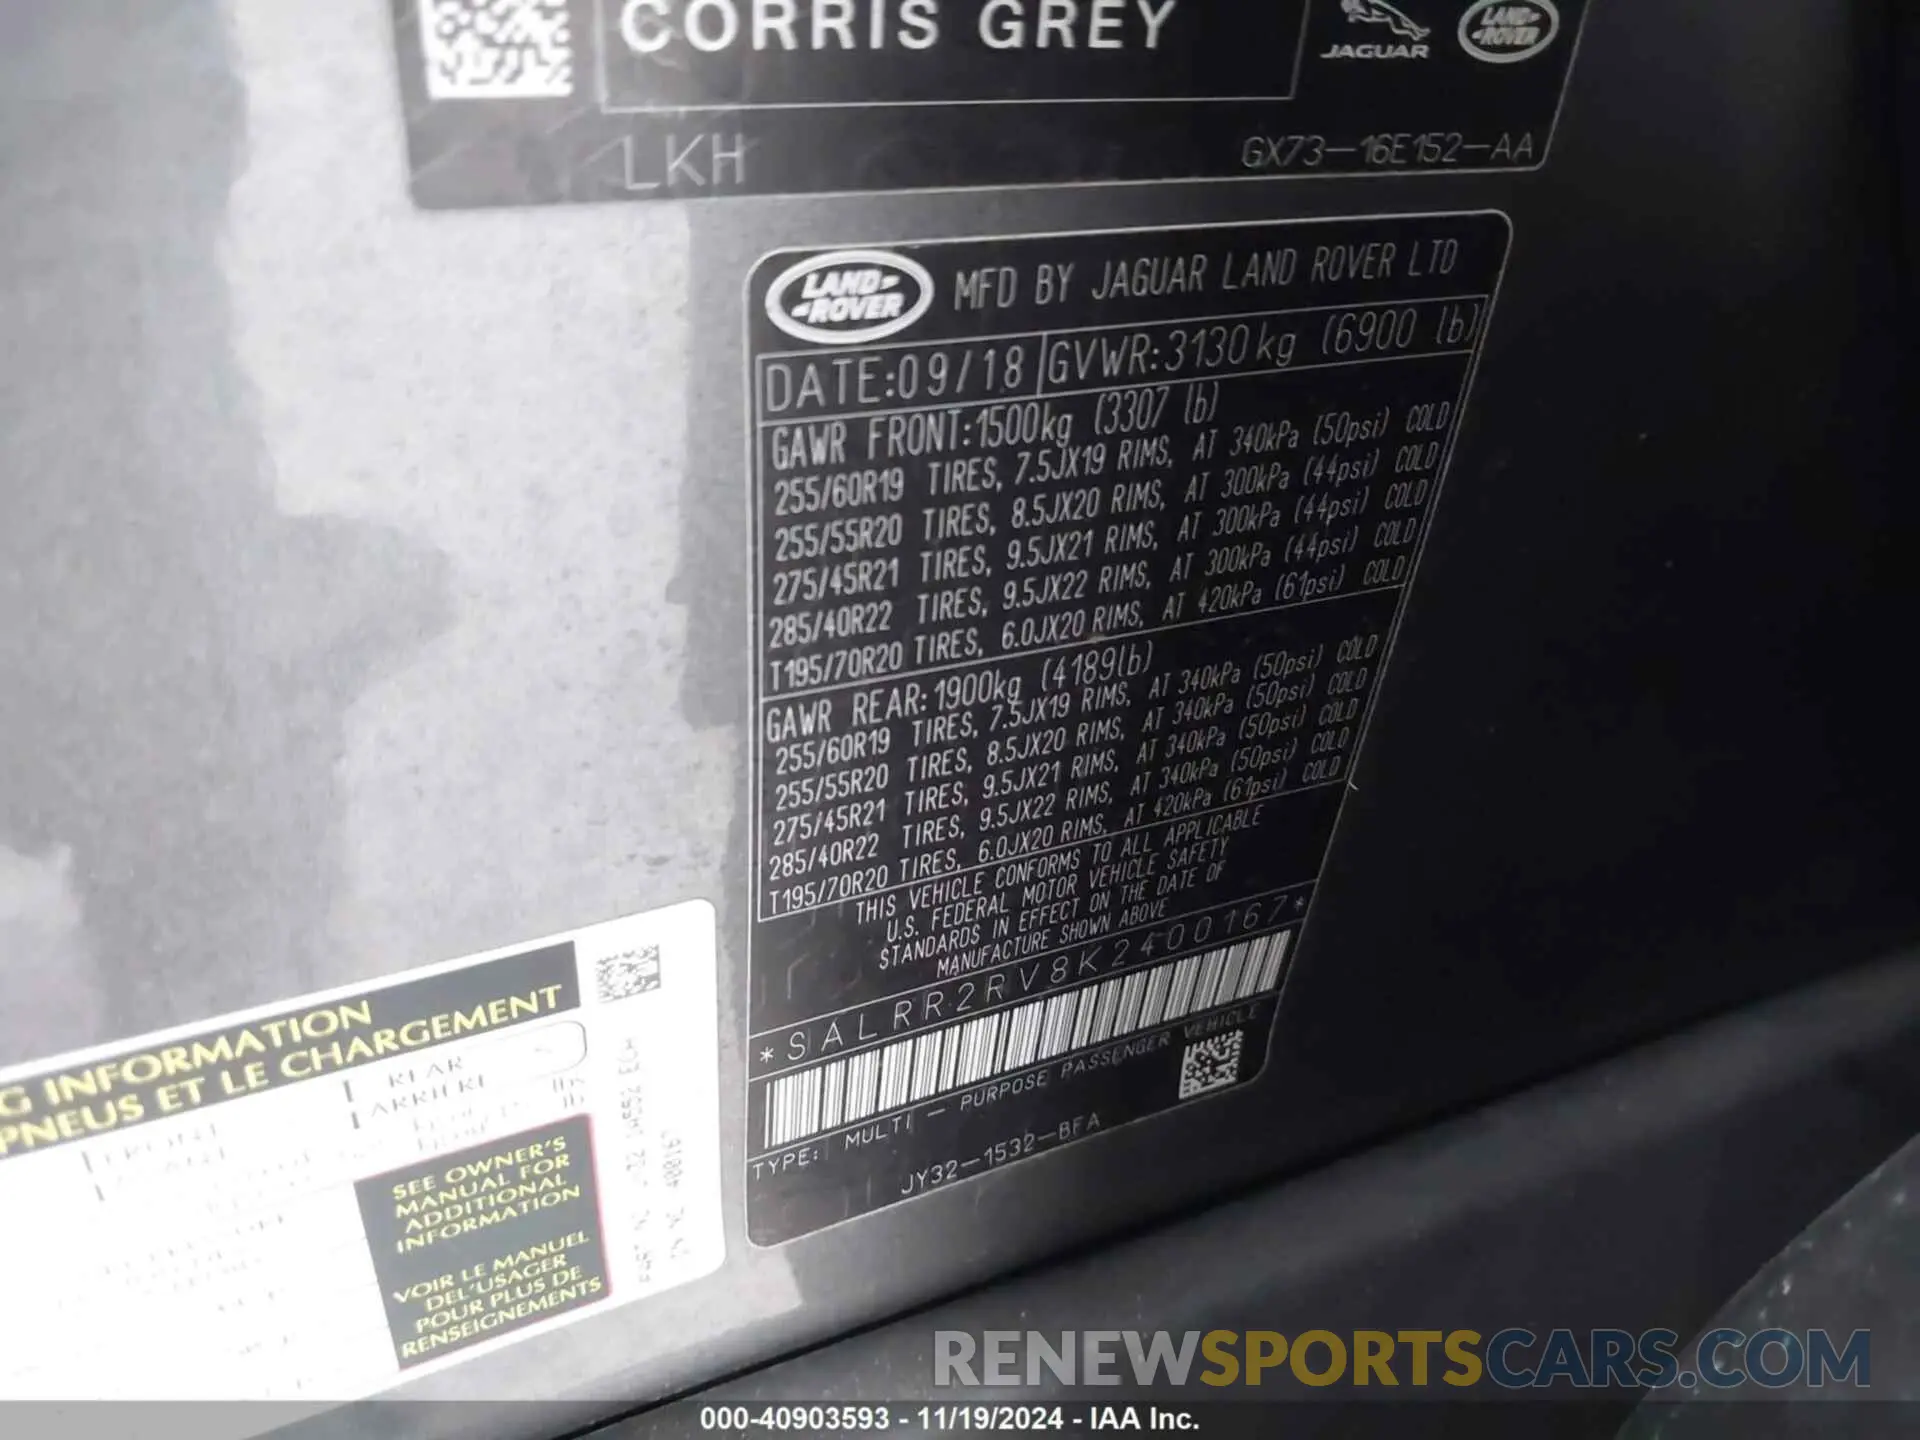 CORRIS GREY
JAGUAR
LAND-
-ROVER
LKH
GX73-16E152-AA
LAND-
-ROVER
MFD BY JAGUAR LAND ROVER LTD
DATE:09/18 GVWR:3130kg (6900 lb)
GAWR FRONT:1500kg (3307 lb)
255/60R19 TIRES, 7.5JX19 RIMS, AT 340kPa (50psi) COLD
255/55R20 TIRES, 8.5JX20 RIMS, AT 300kPa (44psi) COLD
275/45R21 TIRES, 9.5JX21 RIMS, AT 300kPa (44psi) COLD
285/40R22 TIRES, 9.5JX22 RIMS, AT 300kPa (44psi) COLD
T195/70R20 TIRES, 6.0JX20 RIMS, AT 420kPa (61psi) COLD
GAWR REAR:1900kg (4189lb)
255/60R19 TIRES, 7.5JX19 RIMS, AT 340kPa (50psi) COLD
255/55R20 TIRES, 8.5JX20 RIMS, AT 340kPa (50psi) COLD
275/45R21 TIRES, 9.5JX21 RIMS, AT 340kPa (50psi) COLD
285/40R22 TIRES, 9.5JX22 RIMS, AT 340kPa (50psi) COLD
T195/70R20 TIRES, 6.0JX20 RIMS, AT 420kPa (61psi) COLD
THIS VEHICLE CONFORMS TO ALL APPLICABLE
U.S. FEDERAL MOTOR VEHICLE SAFETY
STANDARDS IN EFFECT ON THE DATE OF
MANUFACTURE SHOWN ABOVE
*SALRR2RV8K2400167*
TYPE: MULTI - PURPOSE PASSENGER VEHICLE
JY32-1532-BFA
G INFORMATION
PNEUS ET LE CHARGEMENT
REAR
ARRIÈRE
SEE OWNER'S
MANUAL FOR
ADDITIONAL
INFORMATION
VOIR LE MANUEL
DEL'USAGER
POUR PLUS DE
RENSEIGNEMENTS
RENEWSPORTSCARS.COM
000-40903593 - 11/19/2024 - IAA Inc.